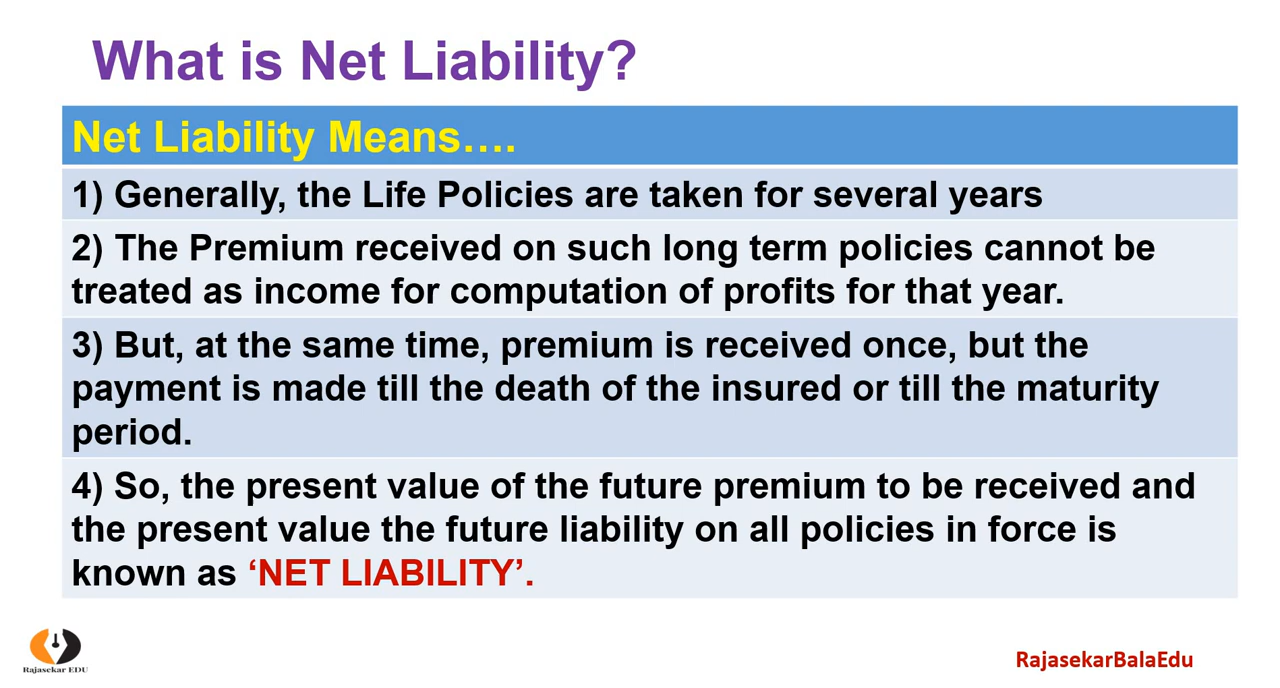 What is Net Liability?
Net Liability Means….
1) Generally, the Life Policies are taken for several years
2) The Premium received on such long term policies cannot be
treated as income for computation of profits for that year.
3) But, at the same time, premium is received once, but the
payment is made till the death of the insured or till the maturity
period.
4) So, the present value of the future premium to be received and
the present value the future liability on all policies in force is
known as ‘NET LIABILITY’.
Rajasekar EDU
RajasekarBalaEdu